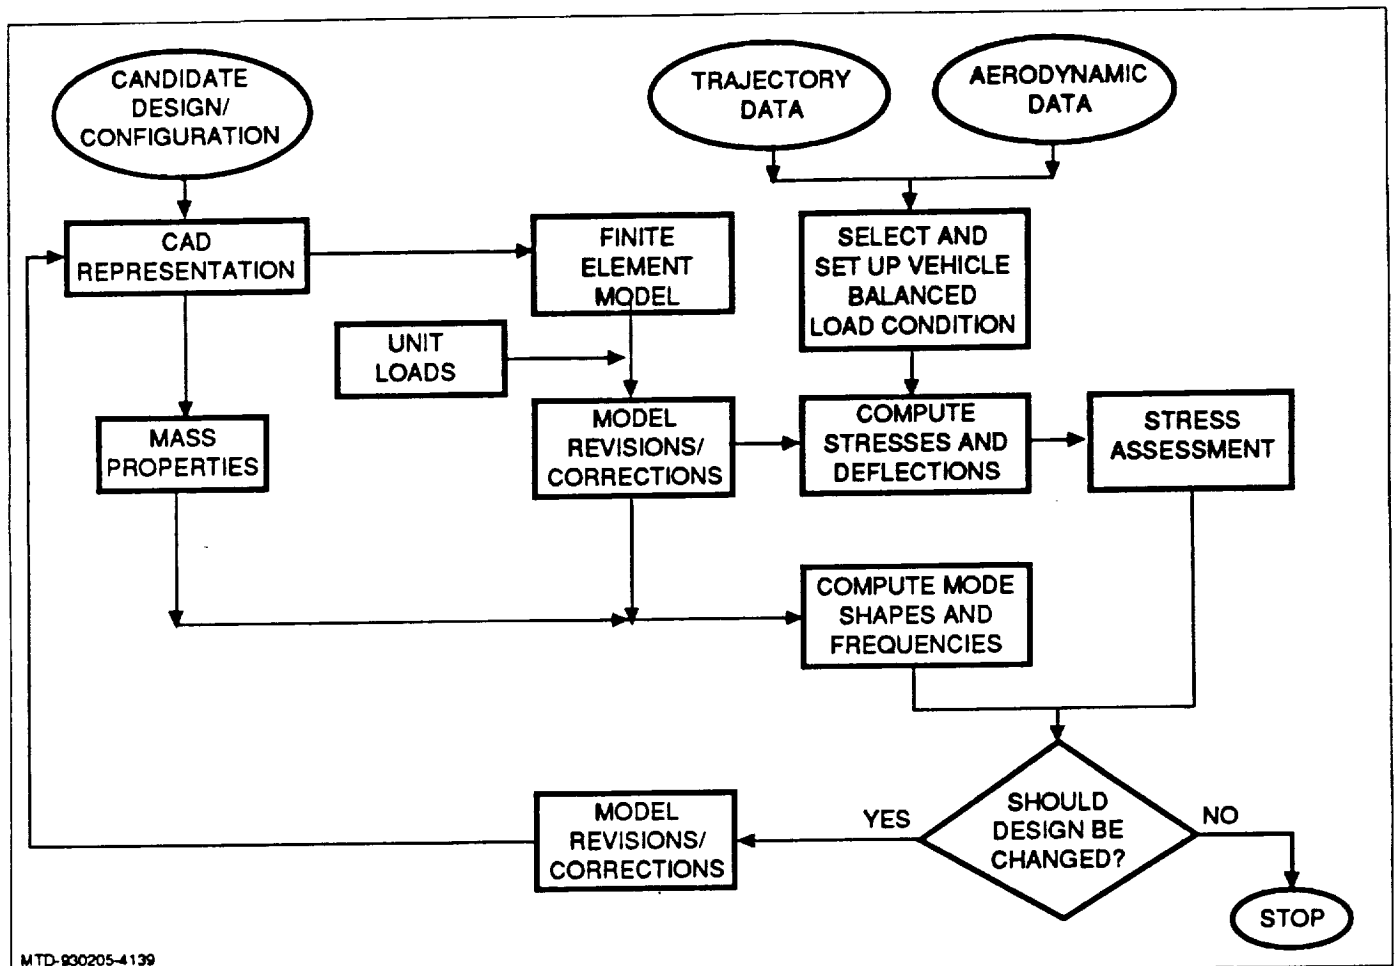 CANDIDATE
DESIGN/
CONFIGURATION
TRAJECTORY
DATA
AERODYNAMIC
DATA
CAD
REPRESENTATION
FINITE
ELEMENT
MODEL
SELECT AND
SET UP VEHICLE
BALANCED
LOAD CONDITION
UNIT
LOADS
MASS
PROPERTIES
MODEL
REVISIONS/
CORRECTIONS
COMPUTE
STRESSES AND
DEFLECTIONS
STRESS
ASSESSMENT
COMPUTE MODE
SHAPES AND
FREQUENCIES
MODEL
REVISIONS/
CORRECTIONS
YES
SHOULD
DESIGN BE
CHANGED?
NO
STOP
MTD-930205-4139